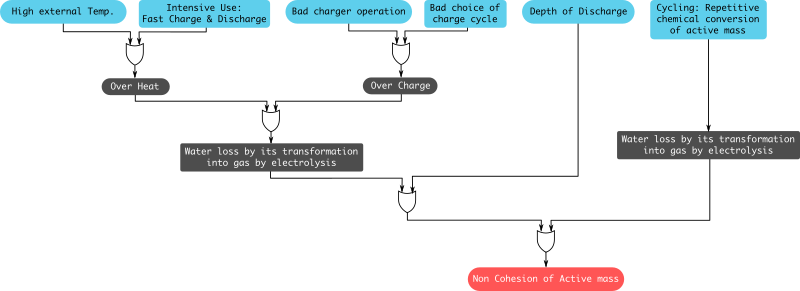 High external Temp.
Intensive Use:
Fast Charge & Discharge
Bad charger operation
Bad choice of
charge cycle
Depth of Discharge
Cycling: Repetitive
chemical conversion
of active mass
Over Heat
Over Charge
Water loss by its transformation
into gas by electrolysis
Water loss by its transformation
into gas by electrolysis
Non Cohesion of Active mass